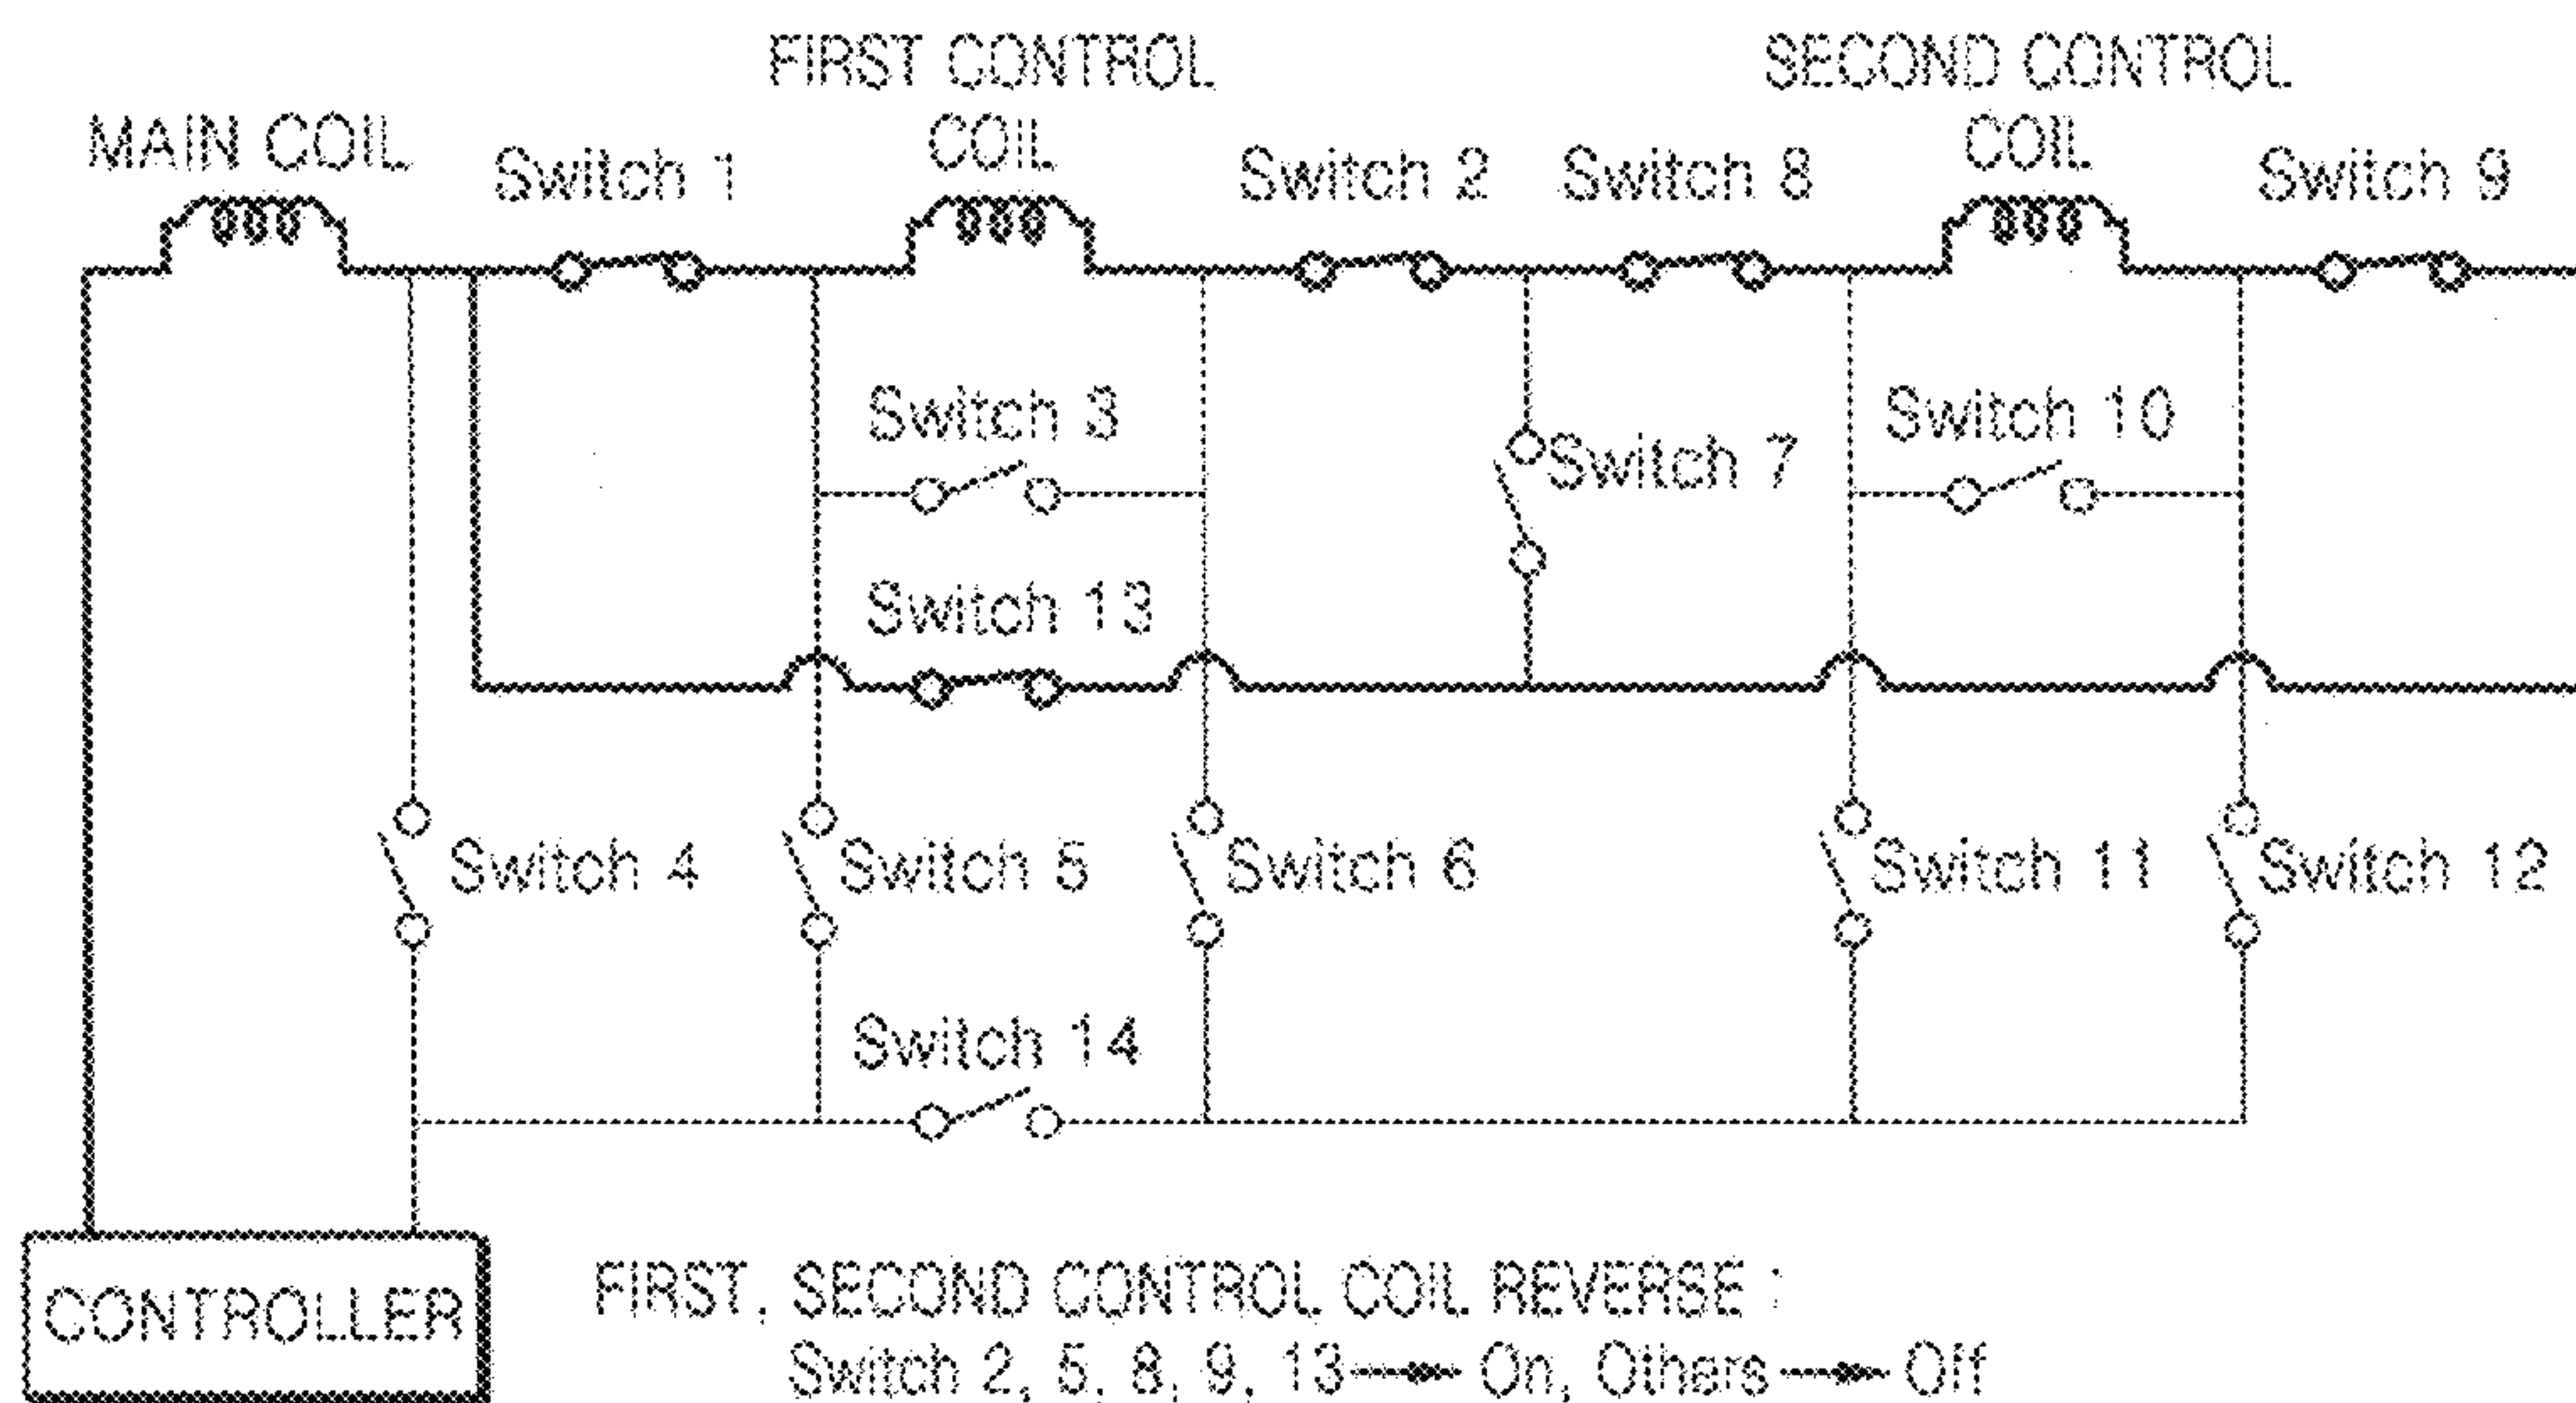 FIRST CONTROL
COIL
SECOND CONTROL
COIL
MAIN COIL
Switch 1
Switch 2
Switch 8
Switch 9
Switch 3
Switch 10
Switch 7
Switch 13
Switch 4
Switch 5
Switch 6
Switch 11
Switch 12
Switch 14
CONTROLLER
FIRST, SECOND CONTROL COIL REVERSE :
Switch 2, 5, 8, 9, 13 → On, Others → Off